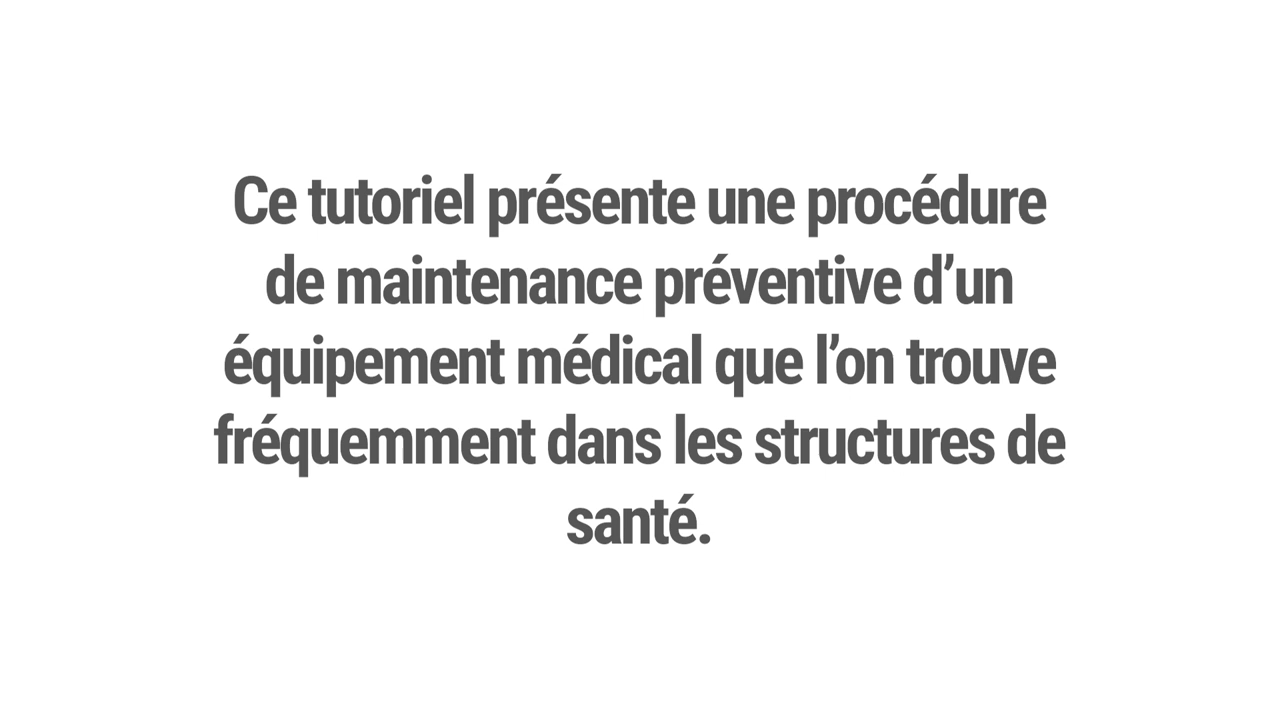 Ce tutoriel présente une procédure
de maintenance préventive d’un
équipement médical que l’on trouve
fréquemment dans les structures de
santé.